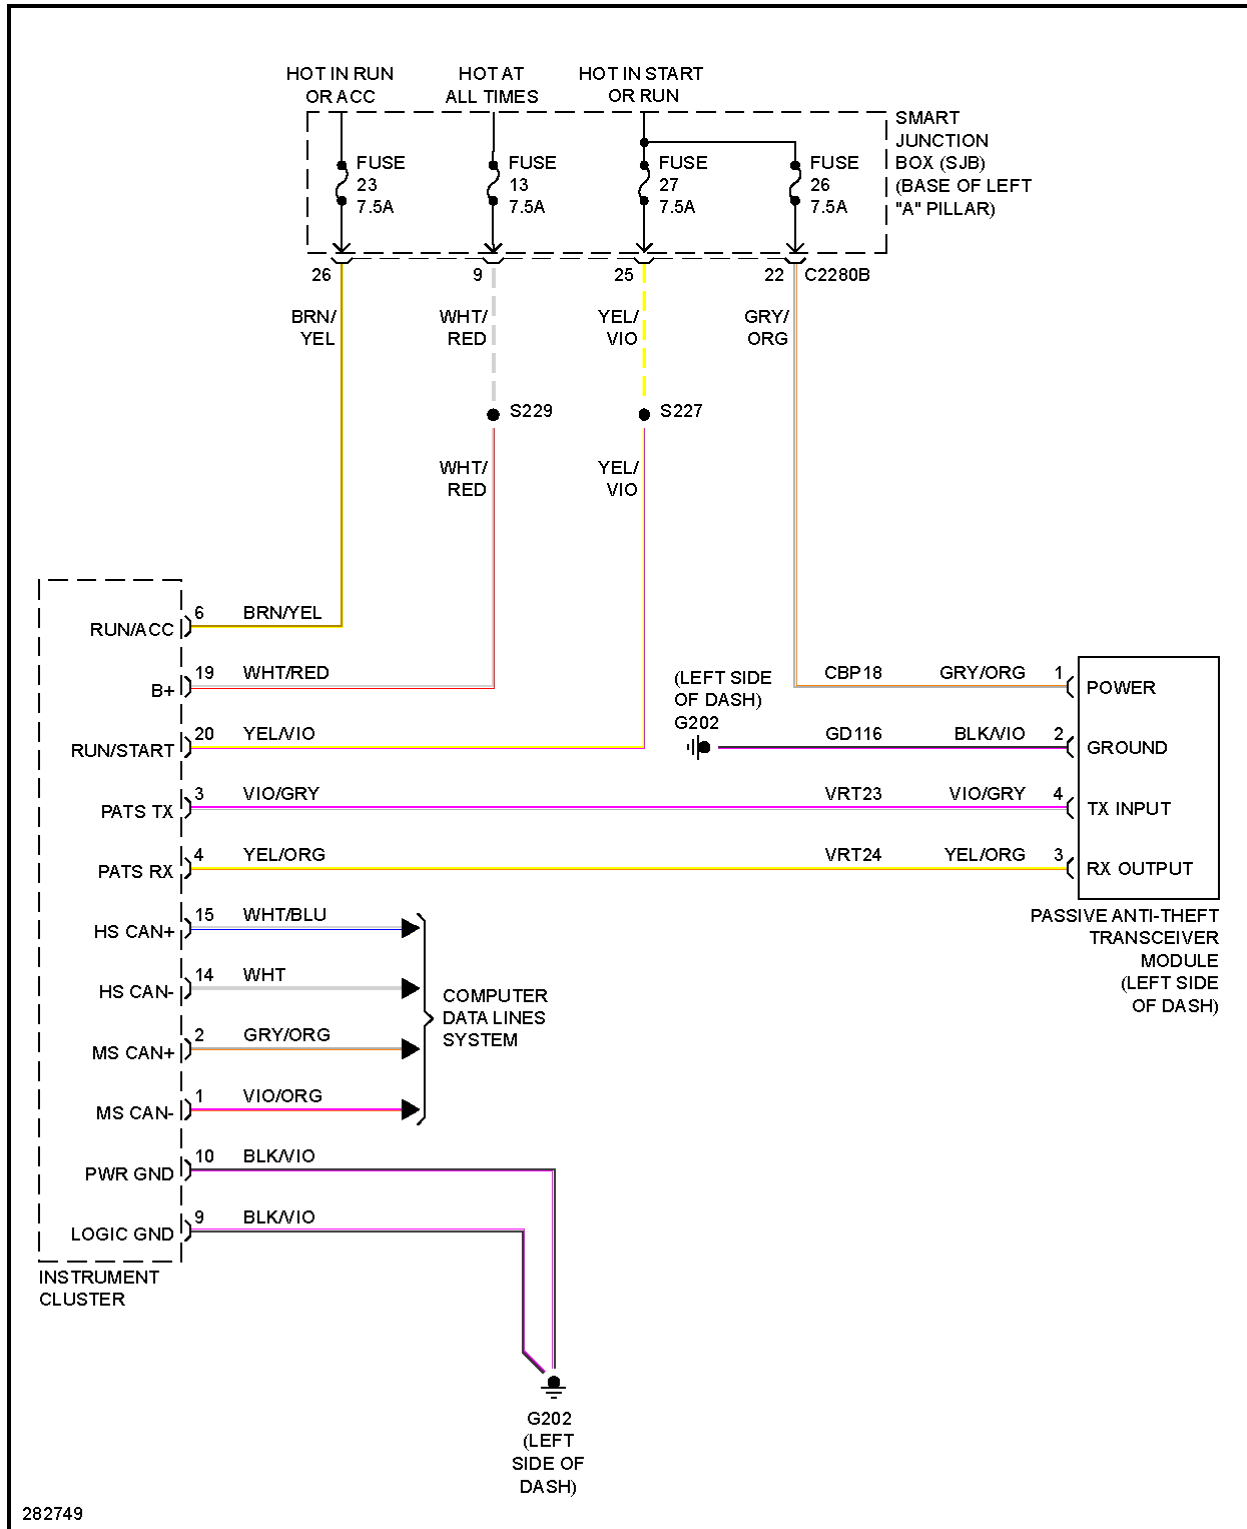 HOT IN RUN
OR ACC
HOT AT
ALL TIMES
HOT IN START
OR RUN
SMART
JUNCTION
BOX (SJB)
(BASE OF LEFT
"A" PILLAR)
FUSE
23
7.5A
FUSE
13
7.5A
FUSE
27
7.5A
FUSE
26
7.5A
26
9
25
22
C2280B
BRN/
YEL
WHT/
RED
YEL/
VIO
GRY/
ORG
S229
S227
WHT/
RED
YEL/
VIO
RUN/ACC
6
BRN/YEL
B+
19
WHT/RED
RUN/START
20
YEL/VIO
PATS TX
3
VIO/GRY
PATS RX
4
YEL/ORG
HS CAN+
15
WHT/BLU
HS CAN-
14
WHT
MS CAN+
2
GRY/ORG
MS CAN-
1
VIO/ORG
PWR GND
10
BLK/VIO
LOGIC GND
9
BLK/VIO
INSTRUMENT
CLUSTER
COMPUTER
DATA LINES
SYSTEM
(LEFT SIDE
OF DASH)
G202
CBP18
GRY/ORG
1
POWER
GD116
BLK/VIO
2
GROUND
VRT23
VIO/GRY
4
TX INPUT
VRT24
YEL/ORG
3
RX OUTPUT
PASSIVE ANTI-THEFT
TRANSCEIVER
MODULE
(LEFT SIDE
OF DASH)
G202
(LEFT
SIDE OF
DASH)
282749